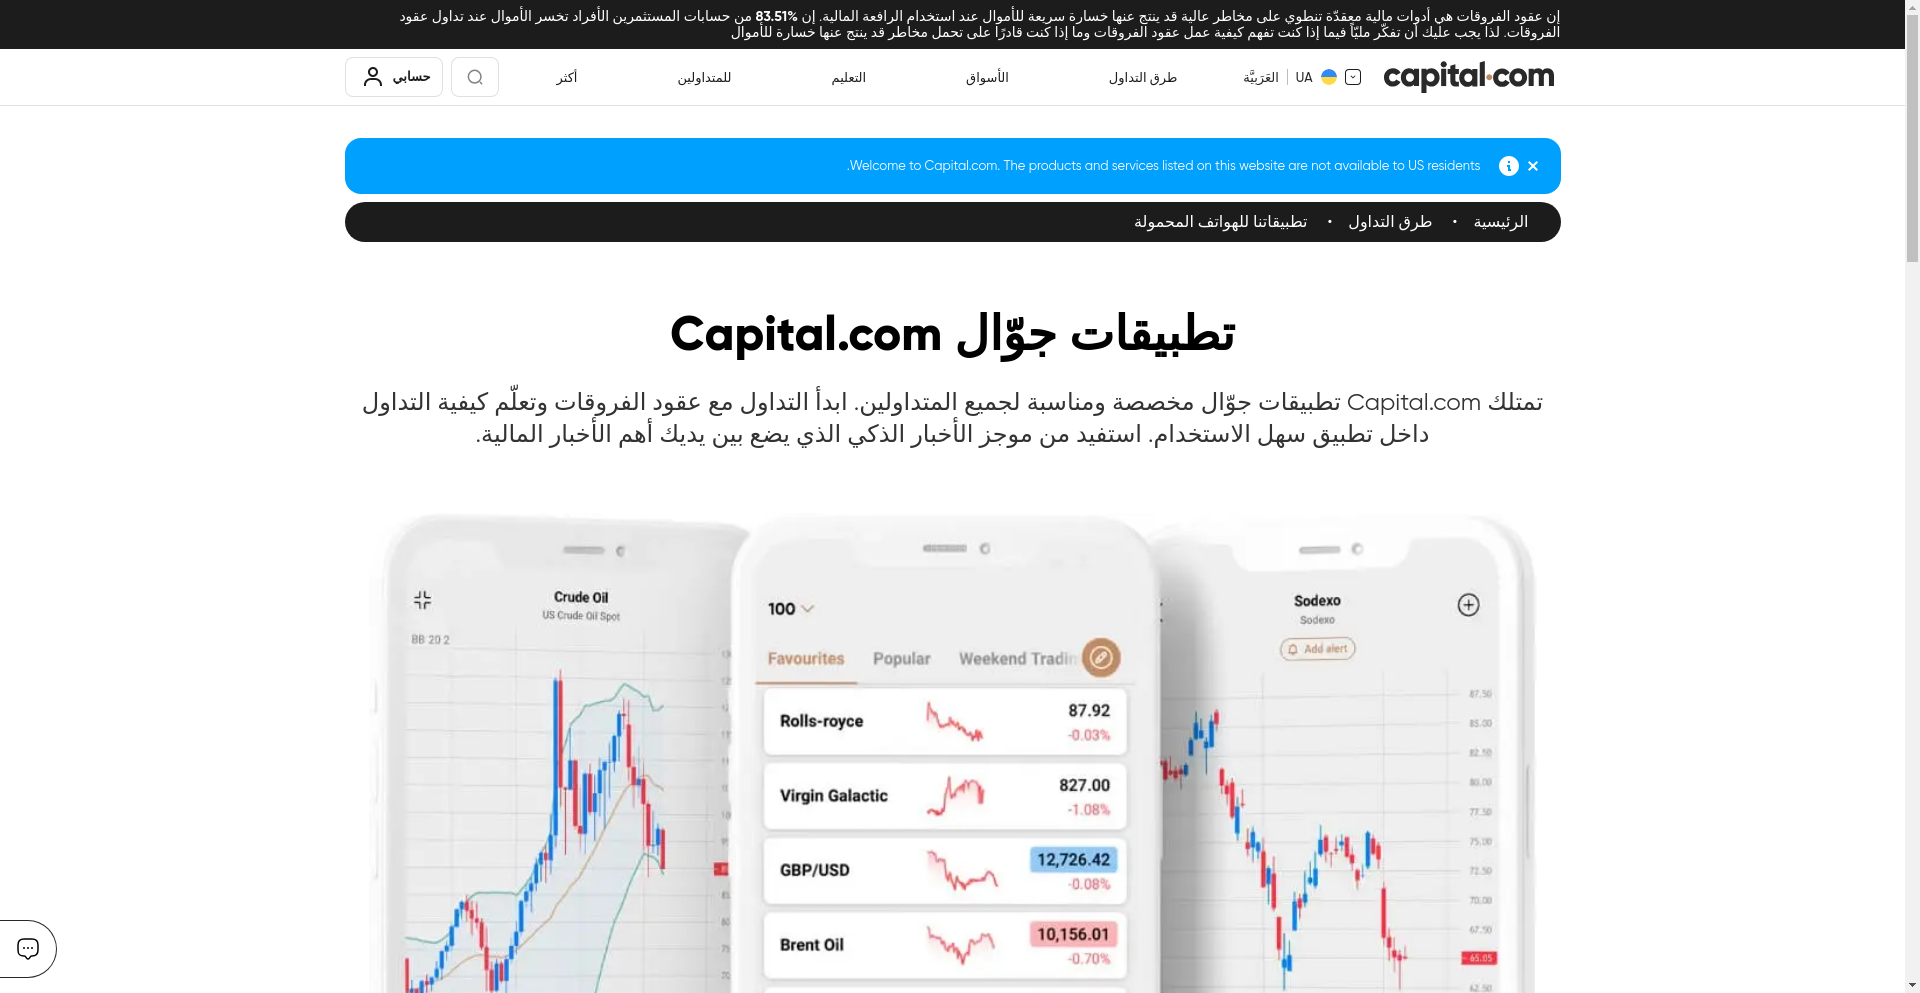 إن عقود الفروقات هي أدوات مالية معقدّة تنطوي على مخاطر عالية قد ينتج عنها خسارة سريعة للأموال عند استخدام الرافعة المالية. إن 83.51% من حسابات المستثمرين الأفراد تخسر الأموال عند تداول عقود
الفروقات. لذا يجب عليك أن تفكّر مليّاً فيما إذا كنت تفهم كيفية عمل عقود الفروقات وما إذا كنت قادرًا على تحمل مخاطر قد ينتج عنها خسارة للأموال
capital.com
UA
العَرَبِيَّة
طرق التداول
الأسواق
التعليم
للمتداولين
أكثر
حسابي
.Welcome to Capital.com. The products and services listed on this website are not available to US residents
الرئيسية • طرق التداول • تطبيقاتنا للهواتف المحمولة
تطبيقات جوّال Capital.com
تمتلك Capital.com تطبيقات جوّال مخصصة ومناسبة لجميع المتداولين. ابدأ التداول مع عقود الفروقات وتعلّم كيفية التداول
داخل تطبيق سهل الاستخدام. استفيد من موجز الأخبار الذكي الذي يضع بين يديك أهم الأخبار المالية.
Crude Oil
US Crude Oil Spot
BB 20 2
100
Favourites Popular Weekend Tradin
Rolls-royce 87.92
-0.03%
Virgin Galactic 827.00
-1.08%
GBP/USD 12,726.42
-0.08%
Brent Oil 10,156.01
-0.70%
Sodexo
Sodexo
Add alert
87.50
85.00
82.50
80.00
77.50
75.00
72.50
70.00
67.50
65.05
62.50